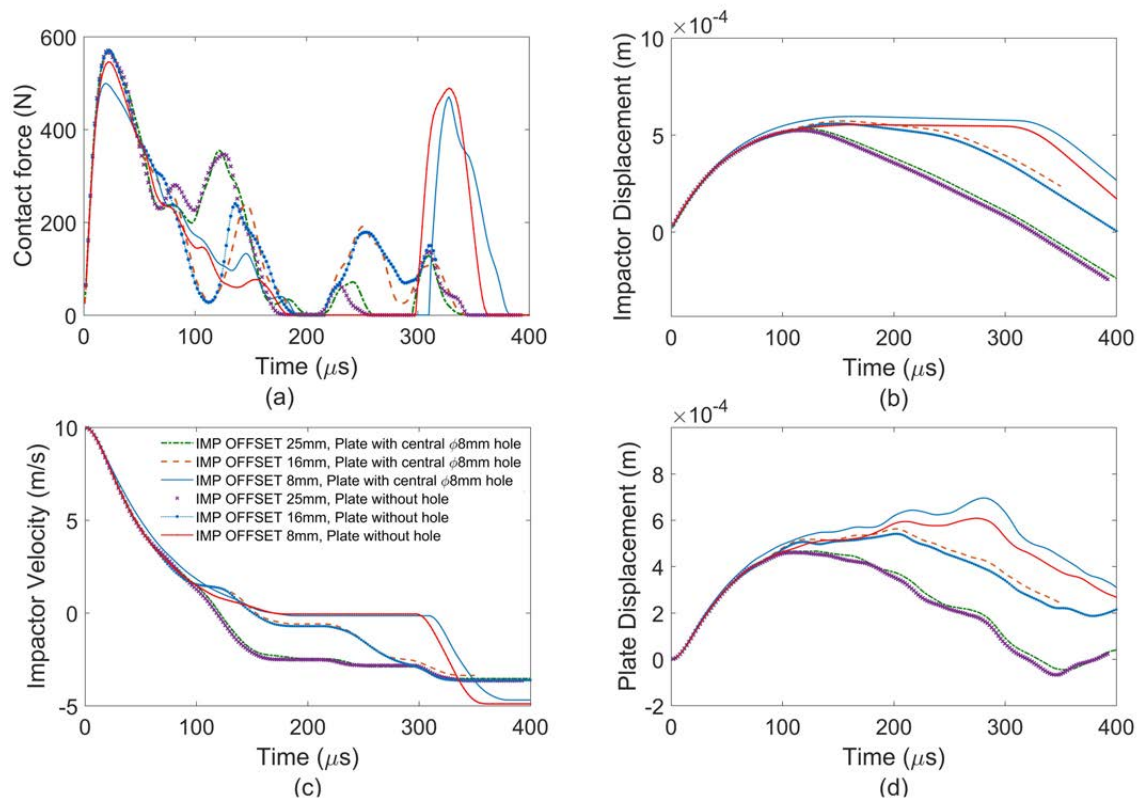 600
400
200
0
Contact force (N)
0
100
200
300
400
Time (μs)
(a)
×10⁻⁴
10
5
0
Impactor Displacement (m)
0
100
200
300
400
Time (μs)
(b)
10
5
0
-5
Impactor Velocity (m/s)
IMP OFFSET 25mm, Plate with central ϕ8mm hole
IMP OFFSET 16mm, Plate with central ϕ8mm hole
IMP OFFSET 8mm, Plate with central ϕ8mm hole
IMP OFFSET 25mm, Plate without hole
IMP OFFSET 16mm, Plate without hole
IMP OFFSET 8mm, Plate without hole
0
100
200
300
400
Time (μs)
(c)
×10⁻⁴
8
6
4
2
0
-2
Plate Displacement (m)
0
100
200
300
400
Time (μs)
(d)